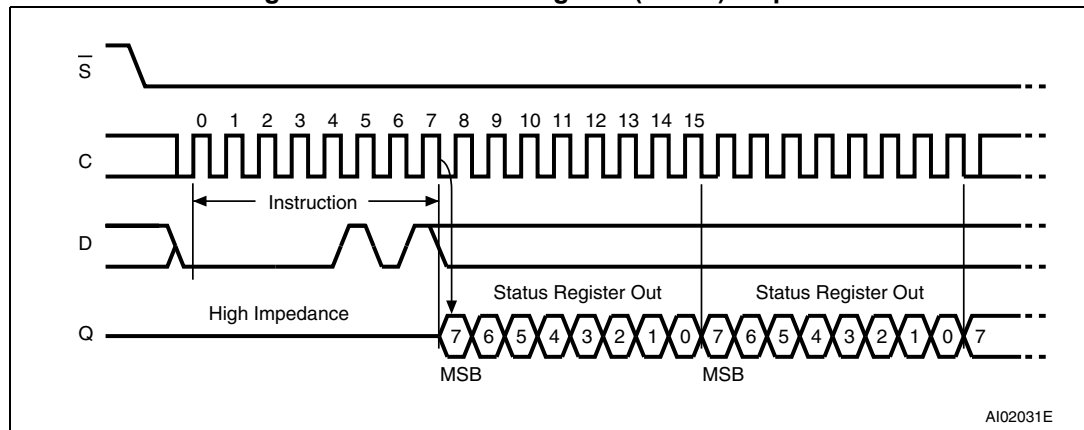 S
0 1 2 3 4 5 6 7 8 9 10 11 12 13 14 15
C
Instruction
D
Status Register Out Status Register Out
High Impedance
Q 7 6 5 4 3 2 1 0 7 6 5 4 3 2 1 0 7
MSB MSB
AI02031E